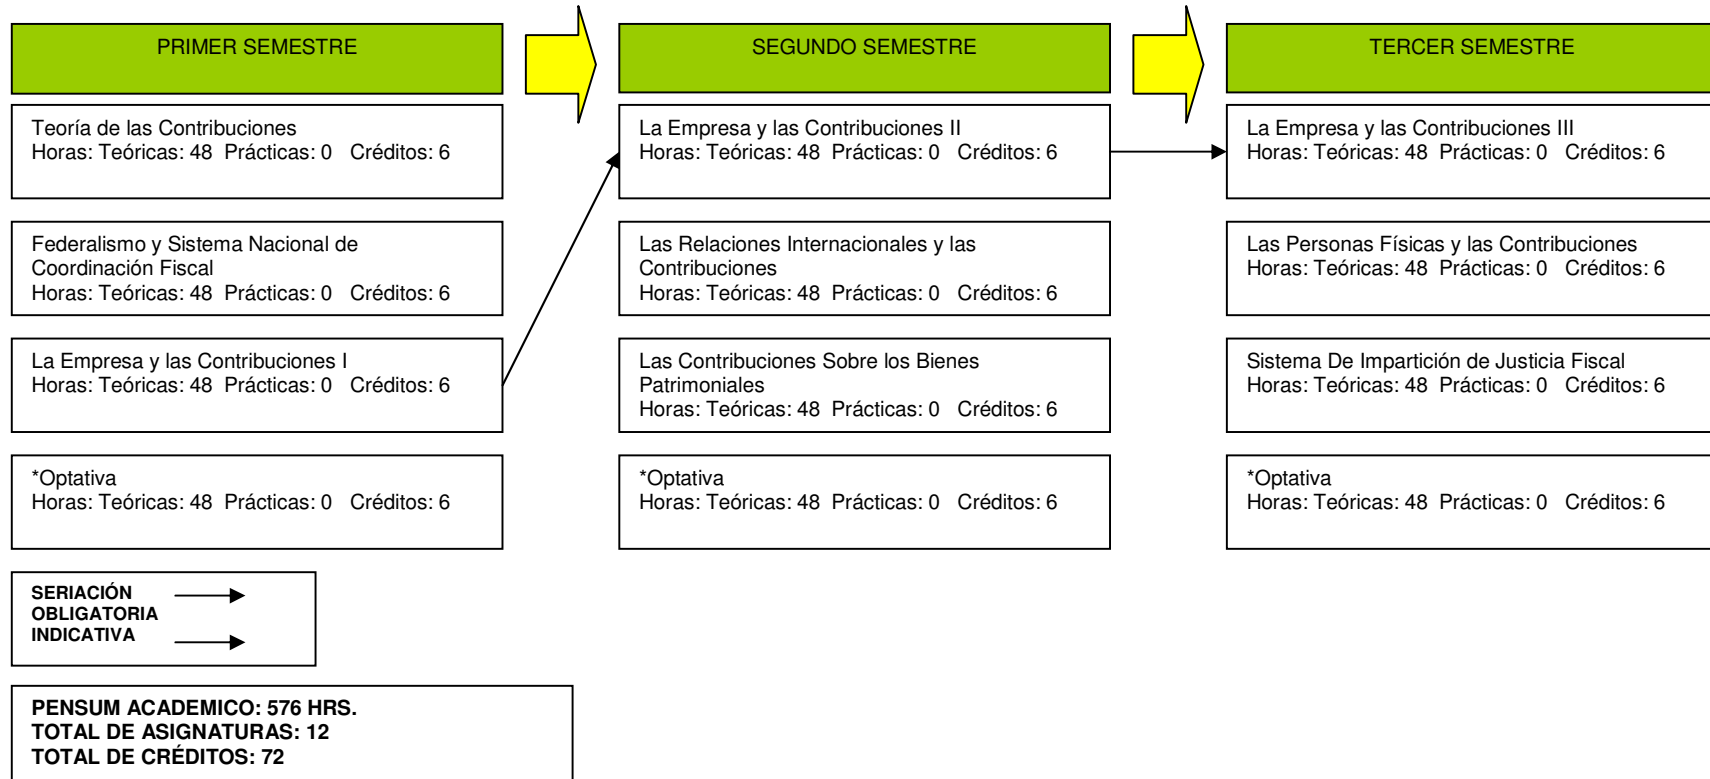 PRIMER SEMESTRE
Teoría de las Contribuciones
Horas: Teóricas: 48 Prácticas: 0 Créditos: 6
Federalismo y Sistema Nacional de
Coordinación Fiscal
Horas: Teóricas: 48 Prácticas: 0 Créditos: 6
La Empresa y las Contribuciones I
Horas: Teóricas: 48 Prácticas: 0 Créditos: 6
*Optativa
Horas: Teóricas: 48 Prácticas: 0 Créditos: 6
SEGUNDO SEMESTRE
La Empresa y las Contribuciones II
Horas: Teóricas: 48 Prácticas: 0 Créditos: 6
Las Relaciones Internacionales y las
Contribuciones
Horas: Teóricas: 48 Prácticas: 0 Créditos: 6
Las Contribuciones Sobre los Bienes
Patrimoniales
Horas: Teóricas: 48 Prácticas: 0 Créditos: 6
*Optativa
Horas: Teóricas: 48 Prácticas: 0 Créditos: 6
TERCER SEMESTRE
La Empresa y las Contribuciones III
Horas: Teóricas: 48 Prácticas: 0 Créditos: 6
Las Personas Físicas y las Contribuciones
Horas: Teóricas: 48 Prácticas: 0 Créditos: 6
Sistema De Impartición de Justicia Fiscal
Horas: Teóricas: 48 Prácticas: 0 Créditos: 6
*Optativa
Horas: Teóricas: 48 Prácticas: 0 Créditos: 6
SERIACIÓN
OBLIGATORIA
INDICATIVA
PENSUM ACADEMICO: 576 HRS.
TOTAL DE ASIGNATURAS: 12
TOTAL DE CRÉDITOS: 72